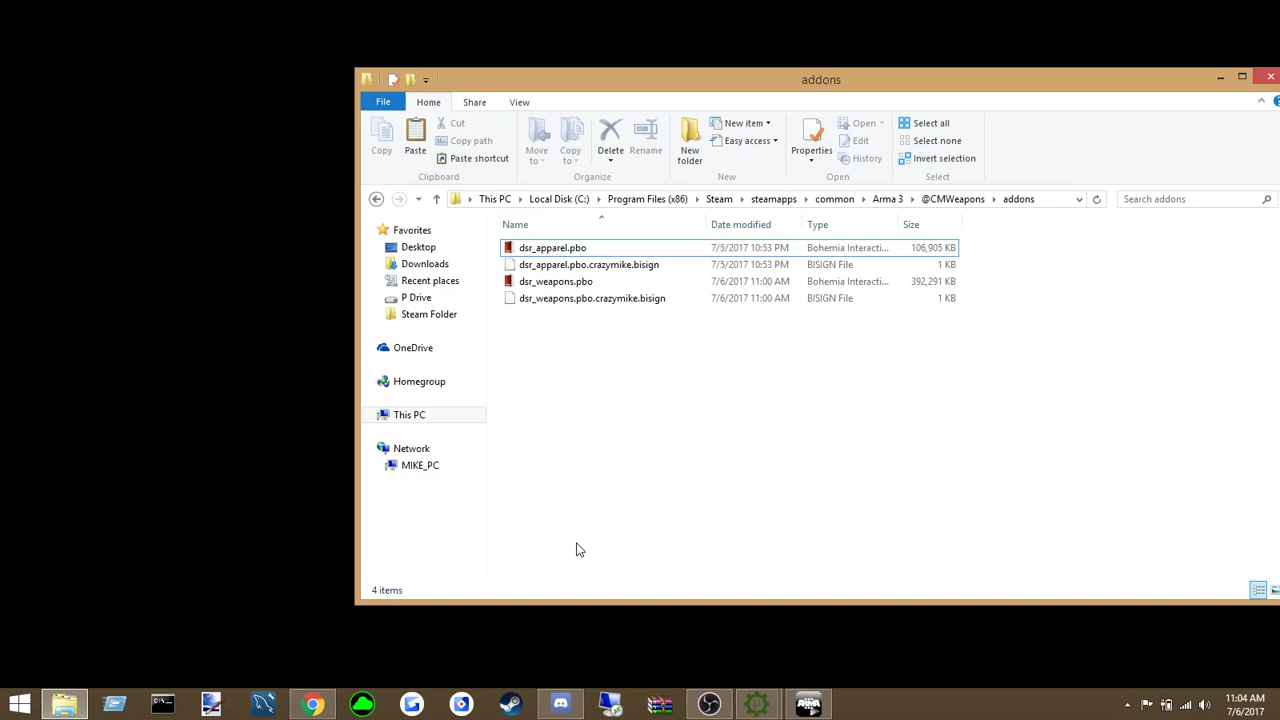 addons
File Home Share View
Copy
Paste
Cut
Copy path
Paste shortcut
Clipboard
Move to
Copy to
Delete
Rename
Organize
New folder
New item
Easy access
New
Properties
Open
Edit
History
Open
Select all
Select none
Invert selection
Select
This PC Local Disk (C:) Program Files (x86) Steam steamapps common Arma 3 @CMWeapons addons
Search addons
Name Date modified Type Size
dsr_apparel.pbo 7/5/2017 10:53 PM Bohemia Interacti... 106,905 KB
dsr_apparel.pbo.crazymike.bisign 7/5/2017 10:53 PM BISIGN File 1 KB
dsr_weapons.pbo 7/6/2017 11:00 AM Bohemia Interacti... 392,291 KB
dsr_weapons.pbo.crazymike.bisign 7/6/2017 11:00 AM BISIGN File 1 KB
Favorites
Desktop
Downloads
Recent places
P Drive
Steam Folder
OneDrive
Homegroup
This PC
Network
MIKE_PC
4 items
11:04 AM
7/6/2017